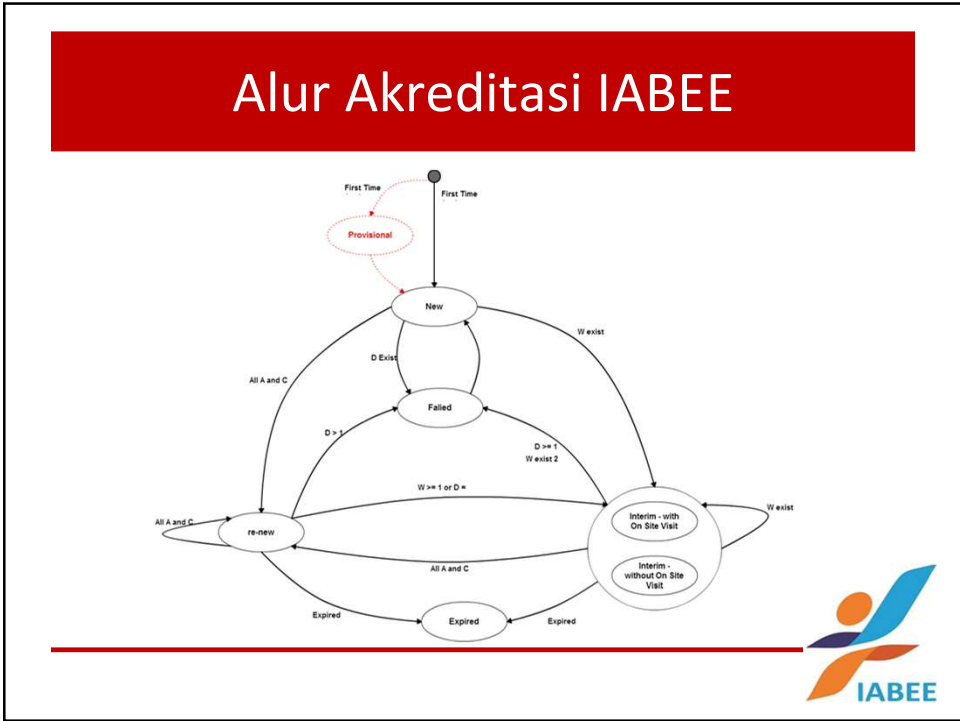 Alur Akreditasi IABEE
First Time
First Time
Provisional
New
W exist
D Exist
All A and C
Failed
D > 1
D >= 1
W exist 2
W >= 1 or D =
Interim - with
On Site Visit
W exist
All A and C
re-new
Interim -
without On Site
Visit
All A and C
Expired
Expired
Expired
IABEE